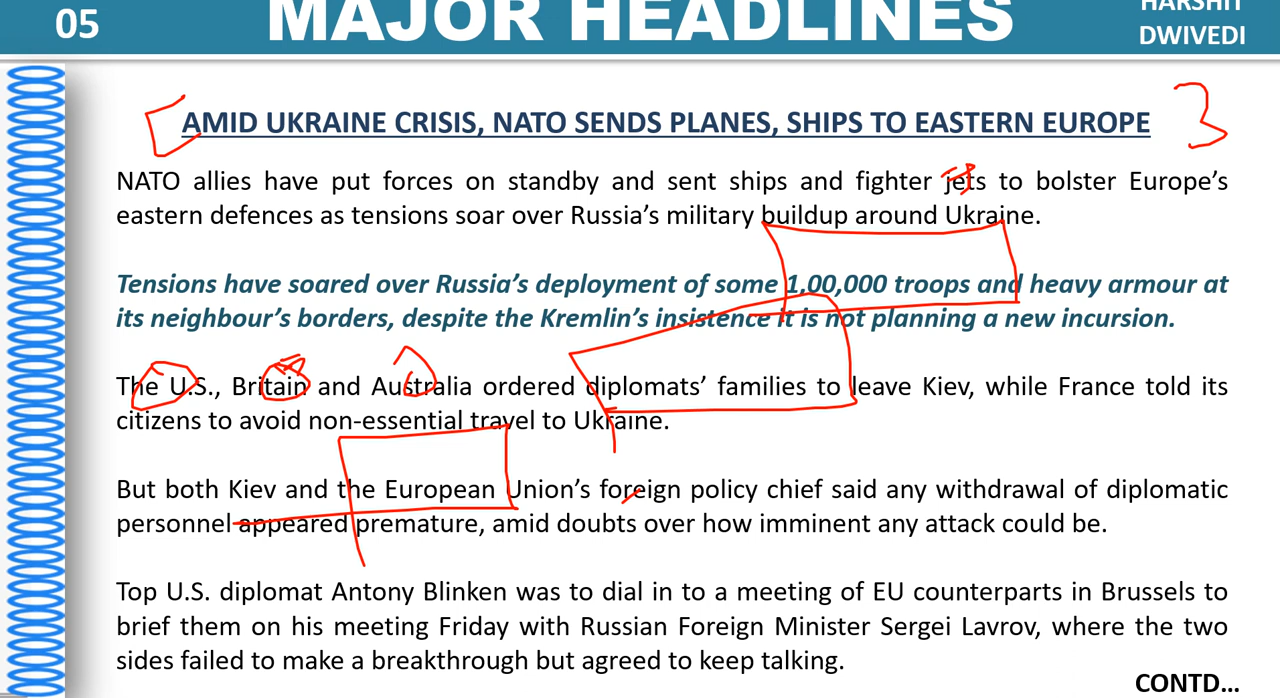 05
MAJOR HEADLINES
HARSHIT
DWIVEDI
AMID UKRAINE CRISIS, NATO SENDS PLANES, SHIPS TO EASTERN EUROPE
NATO allies have put forces on standby and sent ships and fighter jets to bolster Europe's
eastern defences as tensions soar over Russia's military buildup around Ukraine.
Tensions have soared over Russia's deployment of some 1,00,000 troops and heavy armour at
its neighbour's borders, despite the Kremlin's insistence it is not planning a new incursion.
The U.S., Britain and Australia ordered diplomats' families to leave Kiev, while France told its
citizens to avoid non-essential travel to Ukraine.
But both Kiev and the European Union's foreign policy chief said any withdrawal of diplomatic
personnel appeared premature, amid doubts over how imminent any attack could be.
Top U.S. diplomat Antony Blinken was to dial in to a meeting of EU counterparts in Brussels to
brief them on his meeting Friday with Russian Foreign Minister Sergei Lavrov, where the two
sides failed to make a breakthrough but agreed to keep talking.
CONTD...